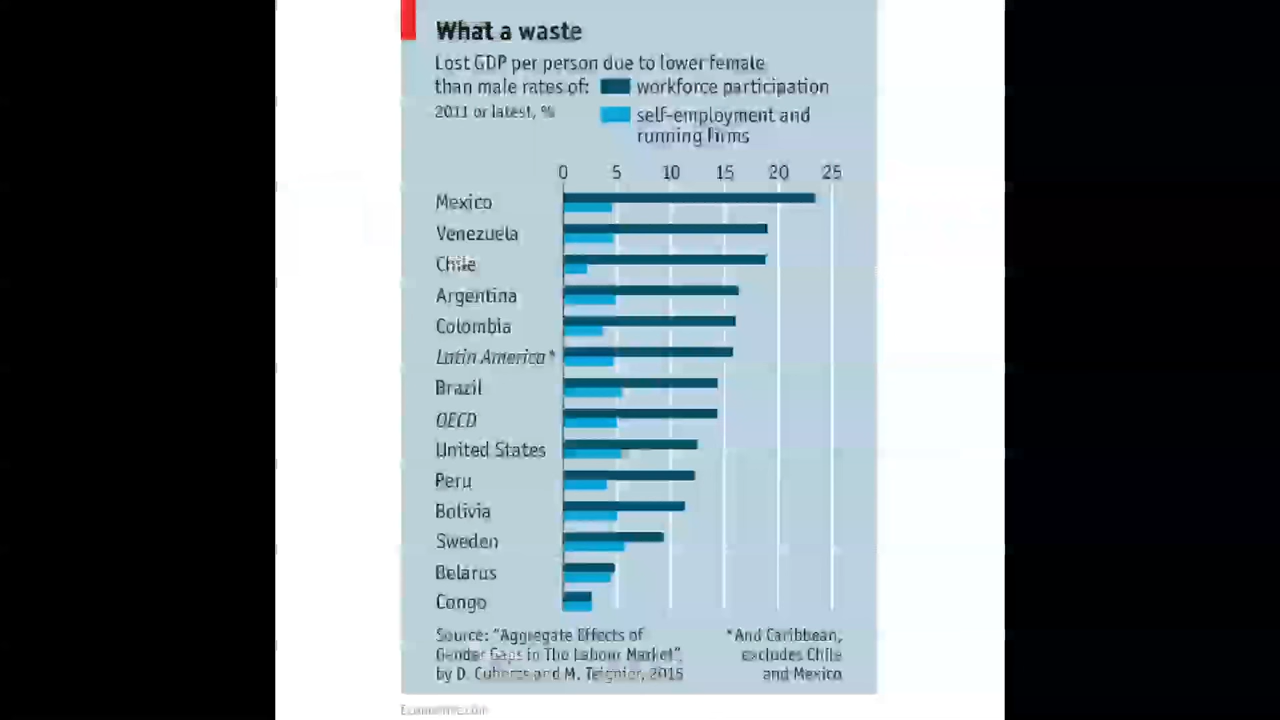 What a waste
Lost GDP per person due to lower female
than male rates of:
workforce participation
2011 or latest, %
self-employment and
running firms
0 5 10 15 20 25
Mexico
Venezuela
Chile
Argentina
Colombia
Latin America*
Brazil
OECD
United States
Peru
Bolivia
Sweden
Belarus
Congo
Source: "Aggregate Effects of
Gender Gaps in The Labour Market",
by D. Cuberes and M. Teignier, 2015
*And Caribbean,
excludes Chile
and Mexico
Economist.com